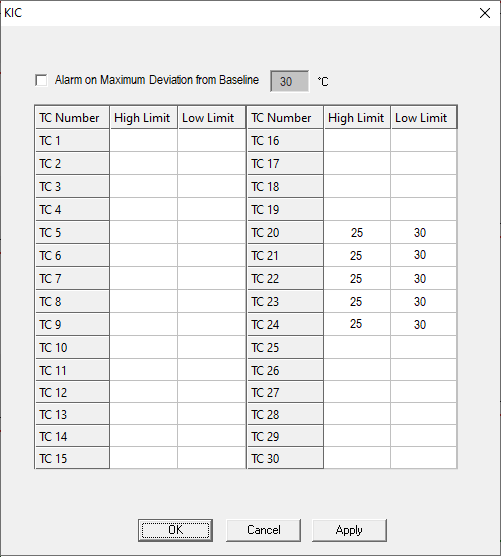 KIC
Alarm on Maximum Deviation from Baseline 30 °C
TC Number High Limit Low Limit TC Number High Limit Low Limit
TC 1 TC 16
TC 2 TC 17
TC 3 TC 18
TC 4 TC 19
TC 5 TC 20 25 30
TC 6 TC 21 25 30
TC 7 TC 22 25 30
TC 8 TC 23 25 30
TC 9 TC 24 25 30
TC 10 TC 25
TC 11 TC 26
TC 12 TC 27
TC 13 TC 28
TC 14 TC 29
TC 15 TC 30
OK Cancel Apply